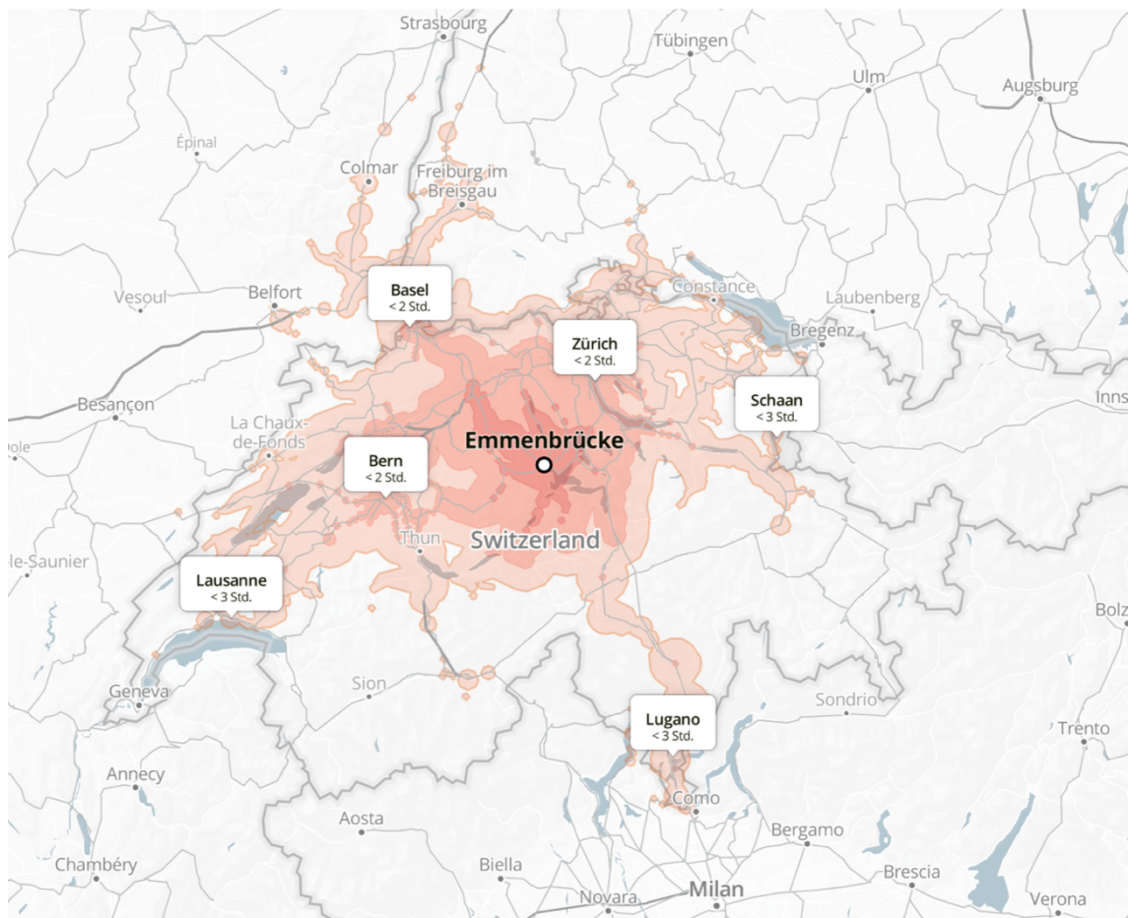 Strasbourg
Tübingen
Ulm
Augsburg
Épinal
Colmar
Freiburg im
Breisgau
Vesoul
Belfort
Basel
< 2 Std.
Constance
Laubenberg
Bregenz
Zürich
< 2 Std.
Besançon
Schaan
< 3 Std.
Inns
La Chaux-
de-Fonds
ole
Emmenbrücke
Bern
< 2 Std.
Thun
Switzerland
le-Saunier
Lausanne
< 3 Std.
Bolz
Geneva
Sion
Sondrio
Lugano
< 3 Std.
Trento
Annecy
Como
Aosta
Bergamo
Chambéry
Biella
Brescia
Novara
Milan
Verona